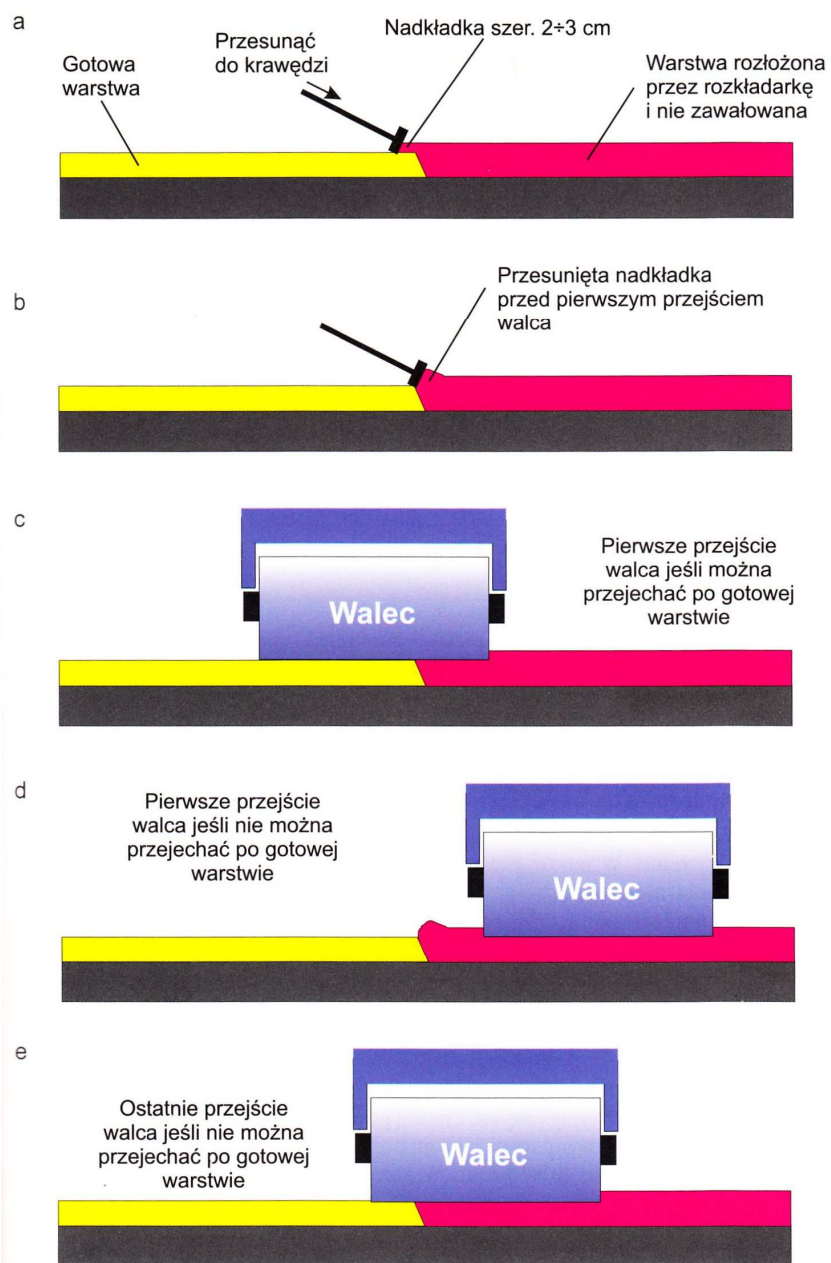 a
Przesunąć
do krawędzi
Nadkładka szer. 2÷3 cm
Gotowa
warstwa
Warstwa rozłożona
przez rozkładarkę
i nie zawałowana
b
Przesunięta nadkładka
przed pierwszym przejściem
walca
c
Walec
Pierwsze przejście
walca jeśli można
przejechać po gotowej
warstwie
d
Pierwsze przejście
walca jeśli nie można
przejechać po gotowej
warstwie
Walec
e
Ostatnie przejście
walca jeśli nie można
przejechać po gotowej
warstwie
Walec